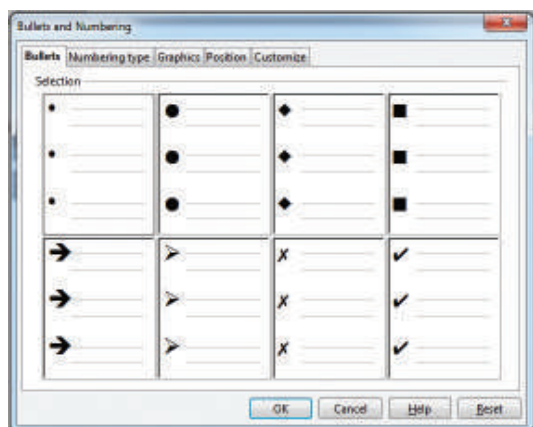 Bullets and Numbering
Bullets Numbering type Graphics Position Customize
Selection
OK Cancel Help Reset